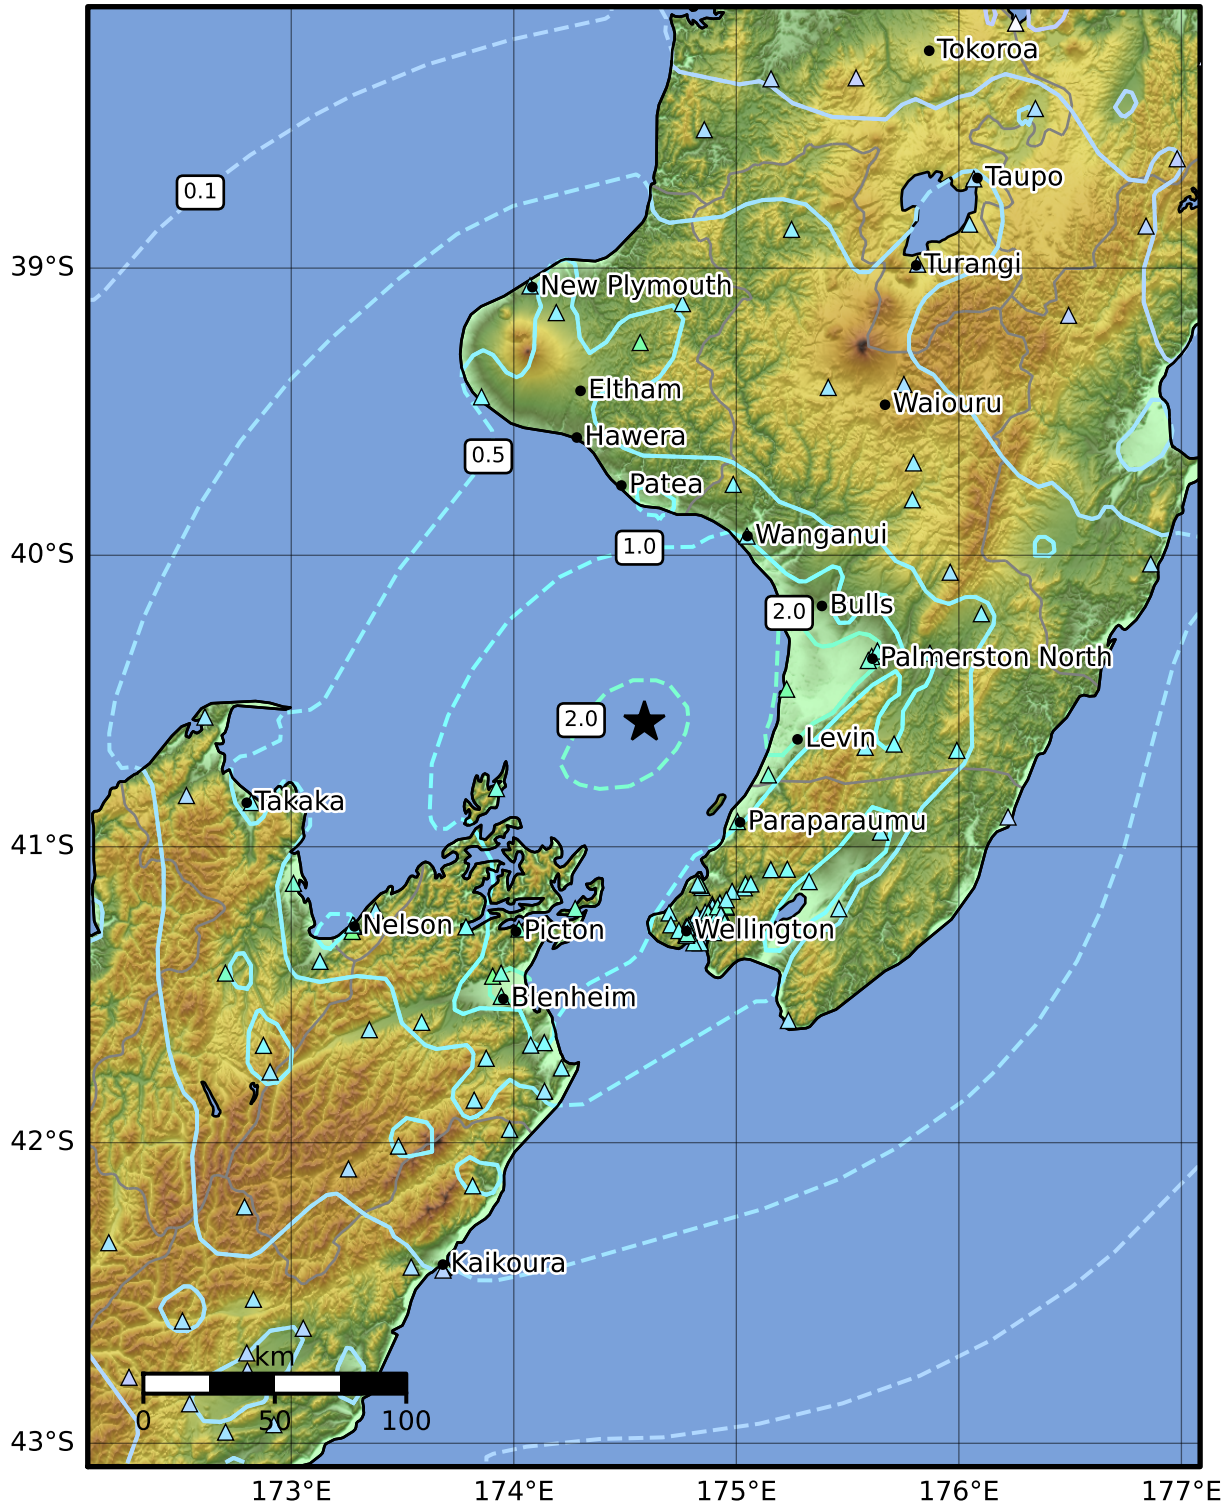 Tokoroa
Taupo
0.1
39°S
Turangi
New Plymouth
Eltham
Waiouru
Hawera
0.5
Patea
Wanganui
1.0
40°S
Bulls
2.0
Palmerston North
2.0
Levin
Takaka
Paraparaumu
41°S
Nelson
Picton
Wellington
Blenheim
42°S
Kaikoura
km
0 50 100
43°S
173°E 174°E 175°E 176°E 177°E